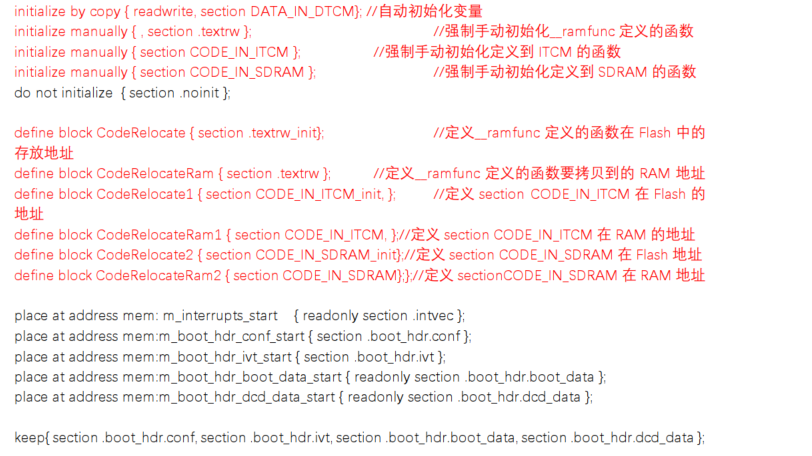 initialize by copy { readwrite, section DATA_IN_DTCM}; //自动初始化变量
initialize manually { , section .textrw }; //强制手动初始化__ramfunc 定义的函数
initialize manually { section CODE_IN_ITCM }; //强制手动初始化定义到 ITCM 的函数
initialize manually { section CODE_IN_SDRAM }; //强制手动初始化定义到 SDRAM 的函数
do not initialize { section .noinit };
define block CodeRelocate { section .textrw_init}; //定义__ramfunc 定义的函数在 Flash 中的
存放地址
define block CodeRelocateRam { section .textrw }; //定义__ramfunc 定义的函数要拷贝到的 RAM 地址
define block CodeRelocate1 { section CODE_IN_ITCM_init, }; //定义 section CODE_IN_ITCM 在 Flash 的
地址
define block CodeRelocateRam1 { section CODE_IN_ITCM, };//定义 section CODE_IN_ITCM 在 RAM 的地址
define block CodeRelocate2 { section CODE_IN_SDRAM_init};//定义 section CODE_IN_SDRAM 在 Flash 地址
define block CodeRelocateRam2 { section CODE_IN_SDRAM};};//定义 sectionCODE_IN_SDRAM 在 RAM 地址
place at address mem: m_interrupts_start { readonly section .intvec };
place at address mem:m_boot_hdr_conf_start { section .boot_hdr.conf };
place at address mem:m_boot_hdr_ivt_start { section .boot_hdr.ivt };
place at address mem:m_boot_hdr_boot_data_start { readonly section .boot_hdr.boot_data };
place at address mem:m_boot_hdr_dcd_data_start { readonly section .boot_hdr.dcd_data };
keep{ section .boot_hdr.conf, section .boot_hdr.ivt, section .boot_hdr.boot_data, section .boot_hdr.dcd_data };